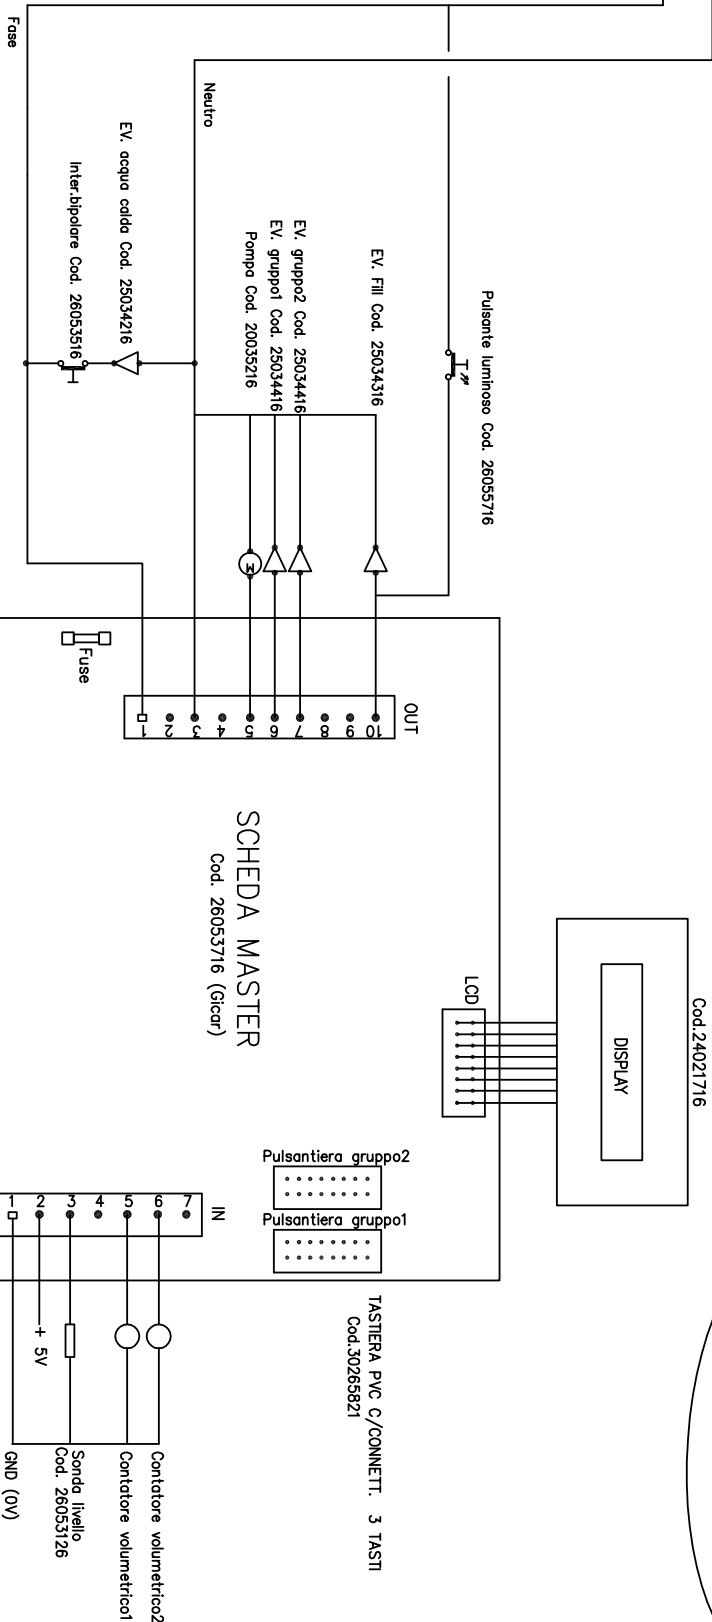 Fase
Neutro
EV. acqua calda Cod. 25034216
Inter.bipolare Cod. 26053516
Pompa Cod. 20035216
EV. gruppo1 Cod. 25034416
EV. gruppo2 Cod. 25034416
EV. Fill Cod. 25034316
Pulsante luminoso Cod. 26055716
M
Fuse
OUT
1 2 3 4 5 6 7 8 9 10
SCHEDA MASTER
Cod. 26053716 (Gicar)
LCD
DISPLAY
Cod.24021716
Pulsantiera gruppo2
Pulsantiera gruppo1
IN
1 2 3 4 5 6 7
TASTIERA PVC C/CONNETT. 3 TASTI
Cod.30265821
+ 5V
GND (0V)
Sonda livello
Cod. 26053126
Contatore volumetrico1
Contatore volumetrico2